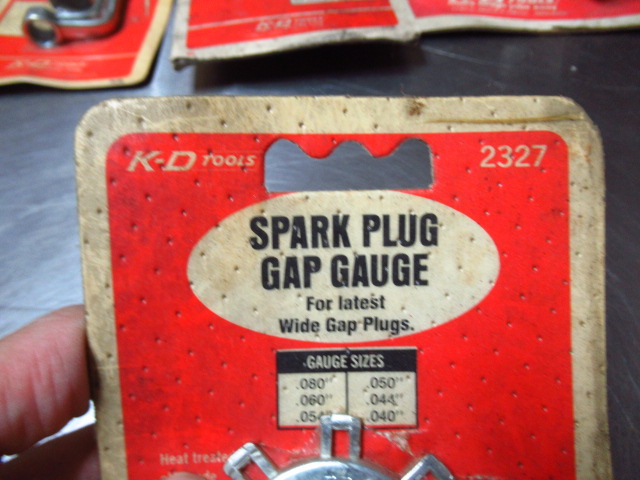 K-D TOOLS
2327
SPARK PLUG
GAP GAUGE
For latest
Wide Gap Plugs.
GAUGE SIZES
.080" .050"
.060" .044"
.054 .040"
Heat treated
K-D
K-D